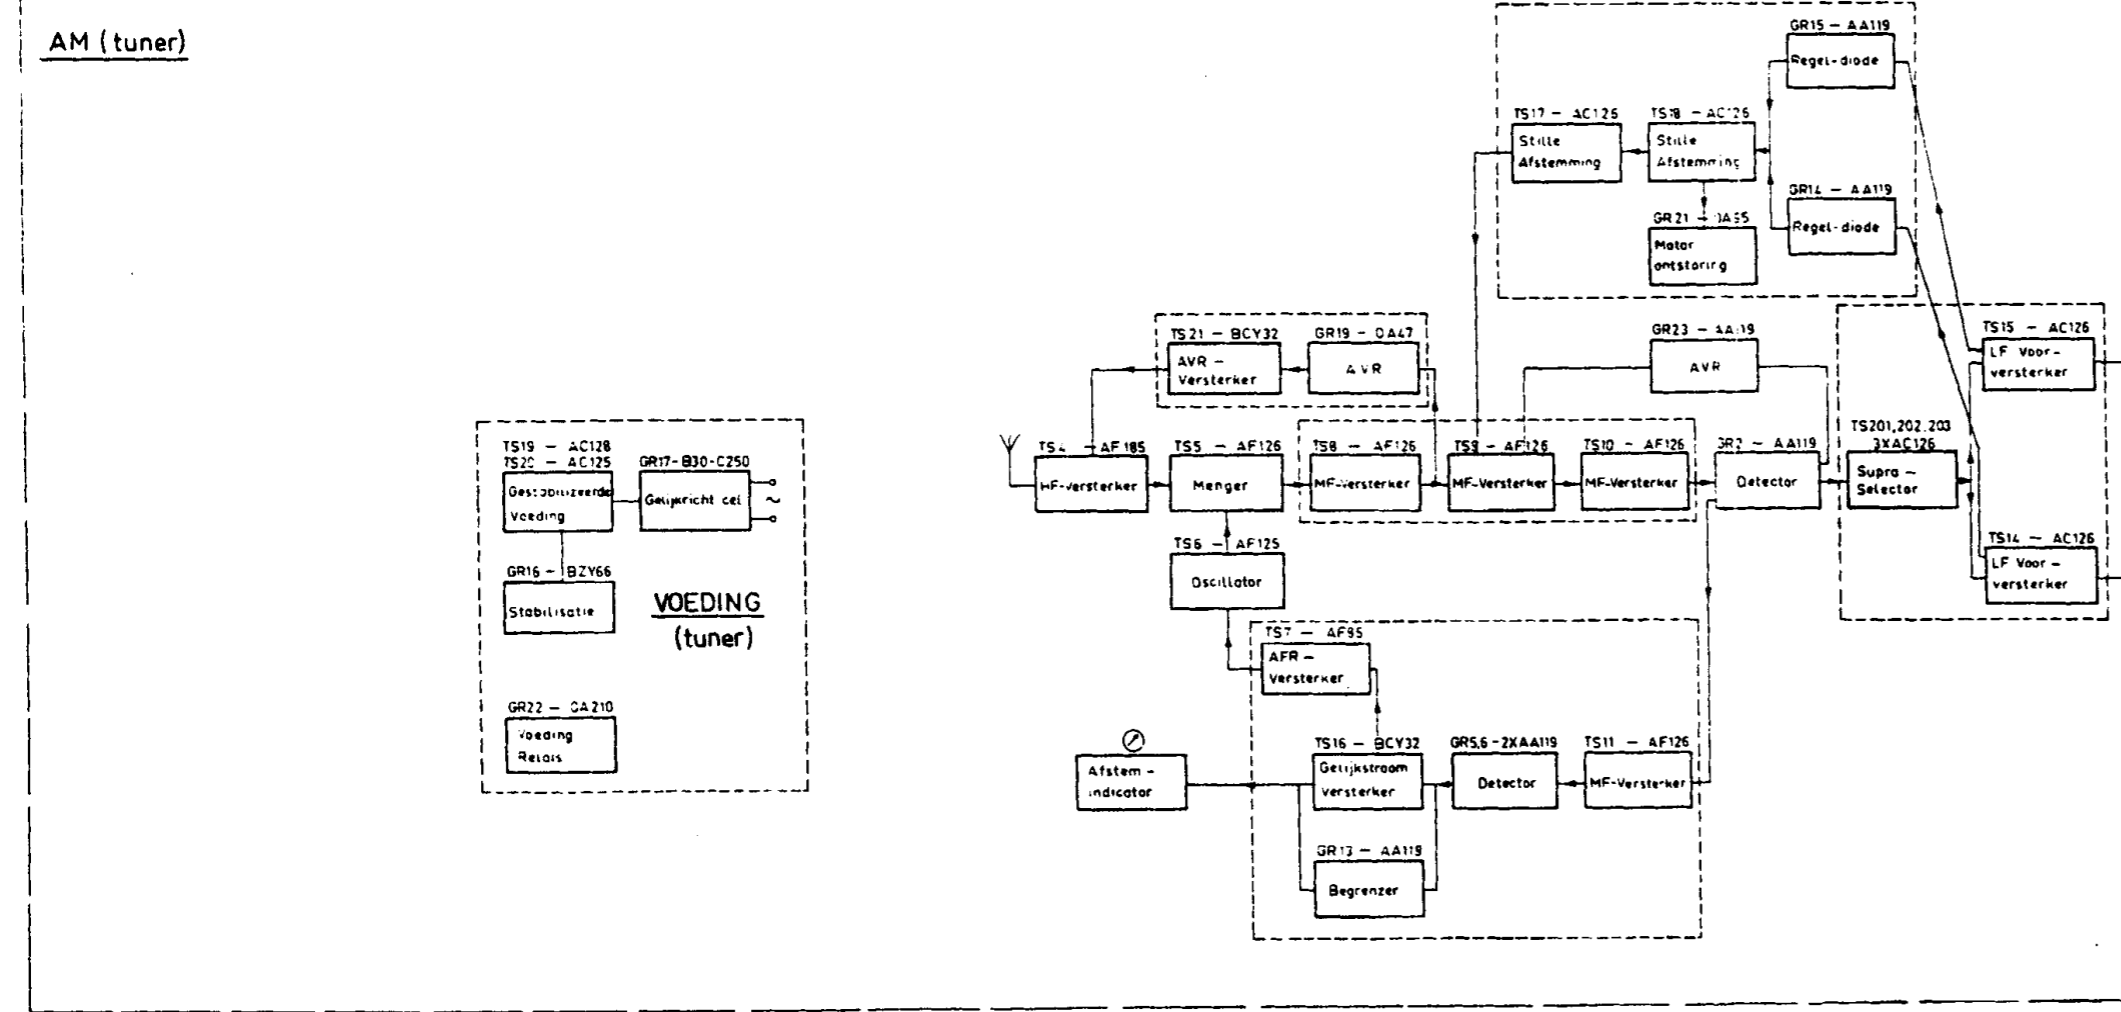 AM (tuner)
GR15 - AA119
Regel-diode
TS17 - AC126
Stille
Afstemming
TS18 - AC126
Stille
Afstemming
GR14 - AA119
Regel-diode
GR21 - OA95
Motor
ontstoring
TS21 - BCY32
AVR -
Versterker
GR19 - OA47
AVR
GR23 - AA119
AVR
TS15 - AC126
LF Voor-
versterker
TS4 - AF185
HF-Versterker
TS5 - AF126
Menger
TS8 - AF126
MF-Versterker
TS9 - AF126
MF-Versterker
TS10 - AF126
MF-Versterker
GR2 - AA119
Detector
TS201,202,203
3XAC126
Supra -
Selector
TS14 - AC126
LF Voor -
versterker
TS6 - AF125
Oscillator
TS19 - AC128
TS20 - AC125
Gestabilizeerde
Voeding
GR17-B30-C250
Gelijkricht cel
~
GR16 - BZY66
Stabilisatie
VOEDING
(tuner)
GR22 - OA210
Voeding
Relais
TS7 - AF95
AFR -
Versterker
Afstem -
indicator
TS16 - BCY32
Gelijkstroom
versterker
GR5,6 - 2XAA119
Detector
TS11 - AF126
MF-Versterker
GR13 - AA119
Begrenzer